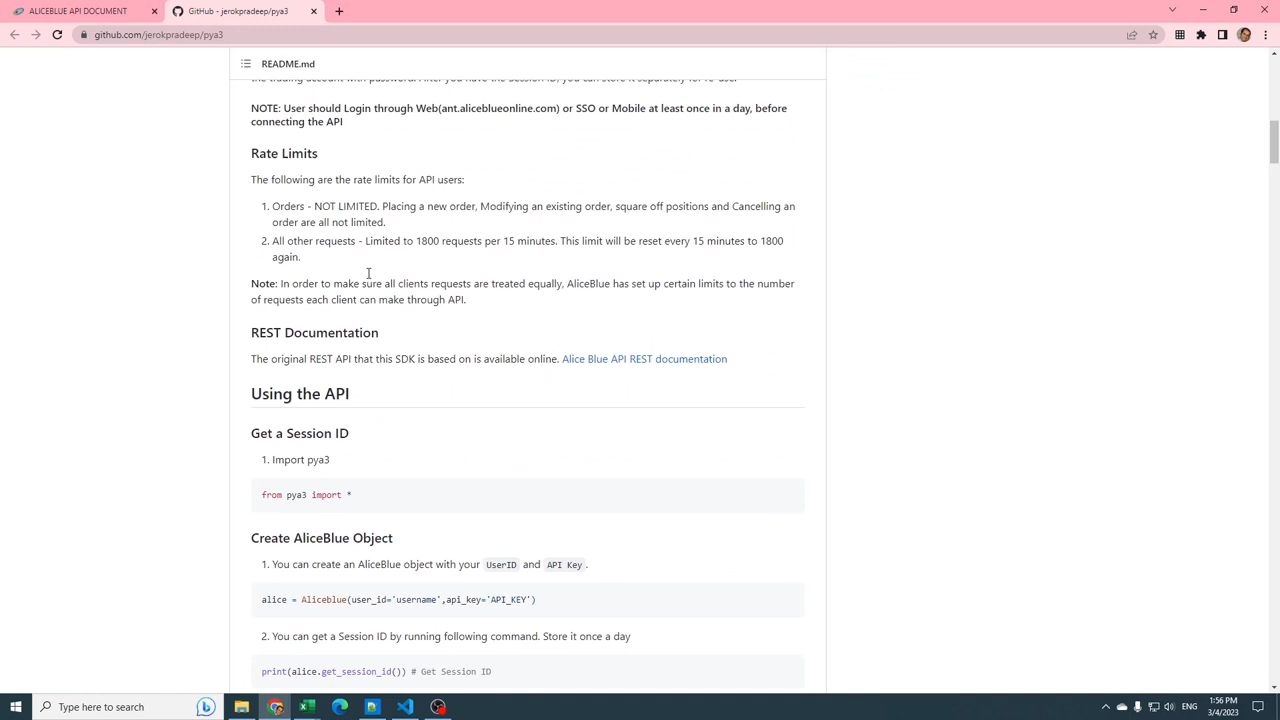 ALICEBLUE API DOCUMENT
GitHub - jerokpradeep/pya3
github.com/jerokpradeep/pya3
README.md
NOTE: User should Login through Web(ant.aliceblueonline.com) or SSO or Mobile at least once in a day, before
connecting the API
Rate Limits
The following are the rate limits for API users:
1. Orders - NOT LIMITED. Placing a new order, Modifying an existing order, square off positions and Cancelling an
order are all not limited.
2. All other requests - Limited to 1800 requests per 15 minutes. This limit will be reset every 15 minutes to 1800
again.
Note: In order to make sure all clients requests are treated equally, AliceBlue has set up certain limits to the number
of requests each client can make through API.
REST Documentation
The original REST API that this SDK is based on is available online. Alice Blue API REST documentation
Using the API
Get a Session ID
1. Import pya3
from pya3 import *
Create AliceBlue Object
1. You can create an AliceBlue object with your UserID and API Key.
alice = Aliceblue(user_id='username',api_key='API_KEY')
2. You can get a Session ID by running following command. Store it once a day
print(alice.get_session_id()) # Get Session ID
Type here to search
ENG
1:56 PM
3/4/2023